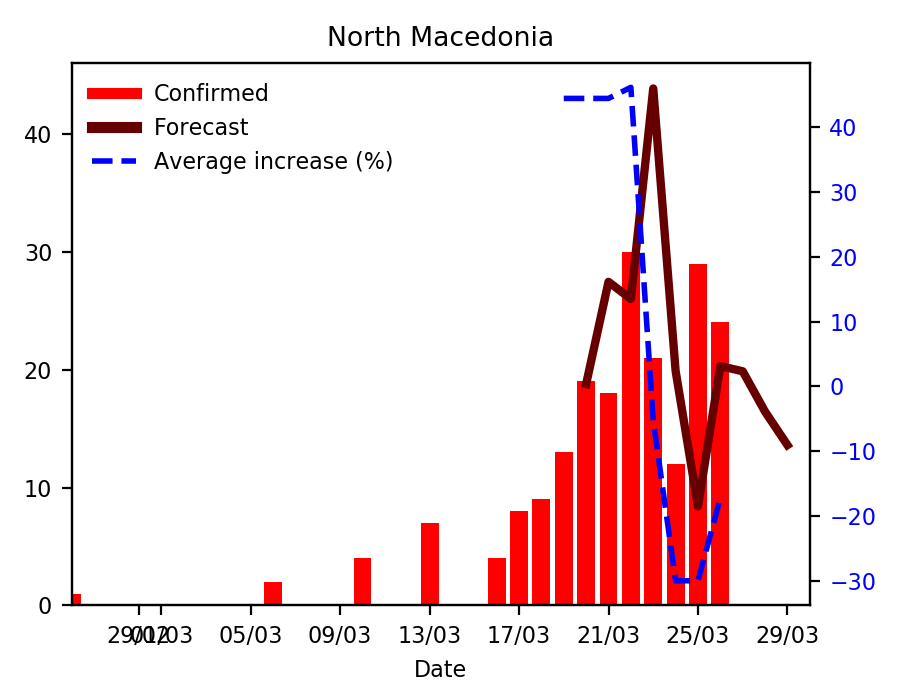 North Macedonia
Confirmed
Forecast
Average increase (%)
40
30
20
10
0
40
30
20
10
0
−10
−20
−30
29/02 01/03 05/03 09/03 13/03 17/03 21/03 25/03 29/03
Date